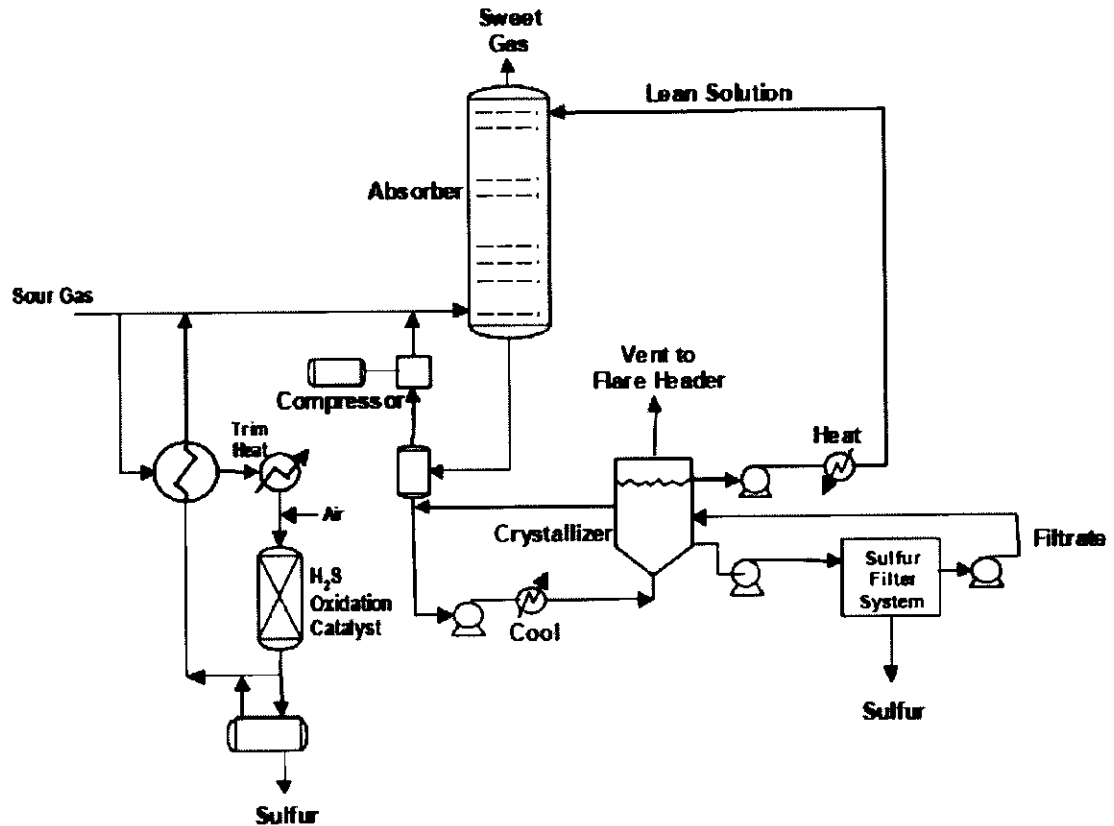 Sweet
Gas
Lean Solution
Absorber
Sour Gas
Vent to
Flare Header
Compressor
Trim
Heat
Heat
Air
Crystallizer
Filtrate
H₂S
Oxidation
Catalyst
Sulfur
Filter
System
Cool
Sulfur
Sulfur